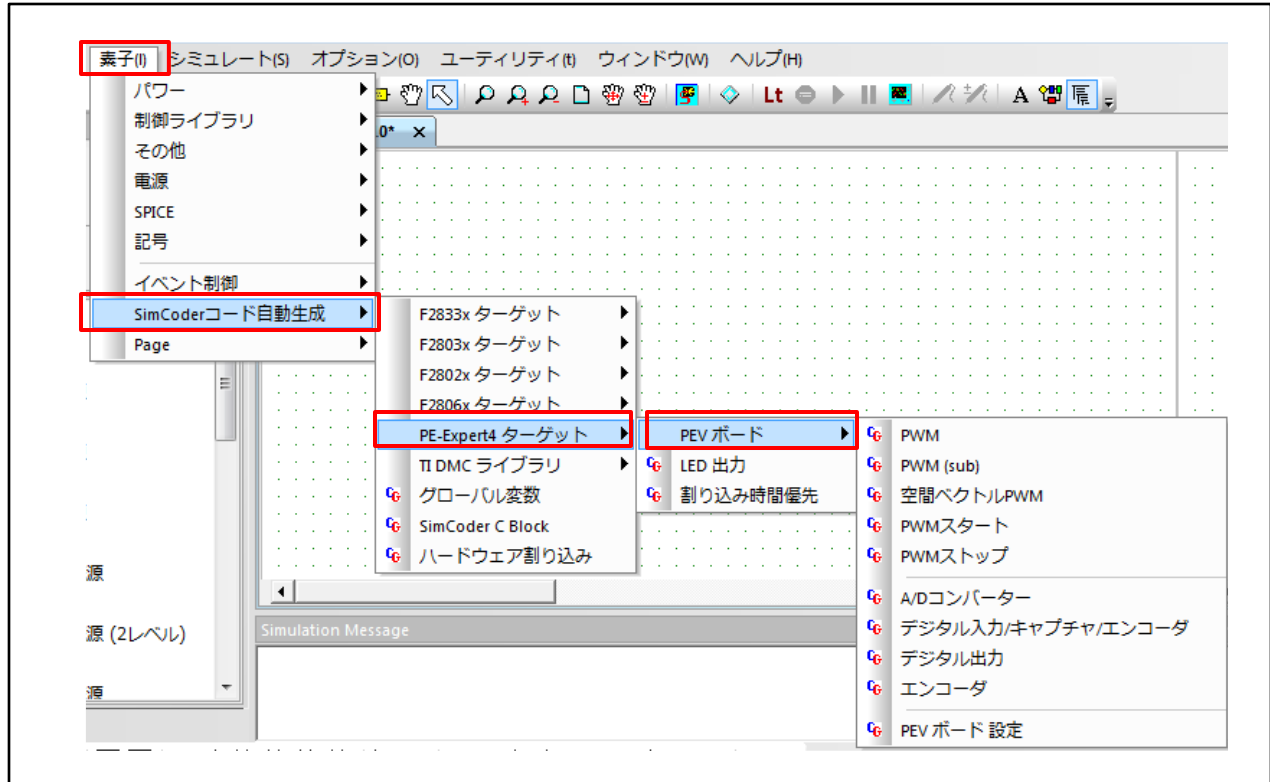 素子(I) シミュレート(S) オプション(O) ユーティリティ(t) ウィンドウ(W) ヘルプ(H)
パワー
制御ライブラリ
その他
電源
SPICE
記号
イベント制御
SimCoderコード自動生成
Page
Lt
A
.0* ×
F2833x ターゲット
F2803x ターゲット
F2802x ターゲット
F2806x ターゲット
PE-Expert4 ターゲット
TI DMC ライブラリ
グローバル変数
SimCoder C Block
ハードウェア割り込み
PEV ボード
LED 出力
割り込み時間優先
PWM
PWM (sub)
空間ベクトルPWM
PWMスタート
PWMストップ
A/Dコンバーター
デジタル入力/キャプチャ/エンコーダ
デジタル出力
エンコーダ
PEV ボード 設定
源
源 (2レベル)
源
Simulation Message